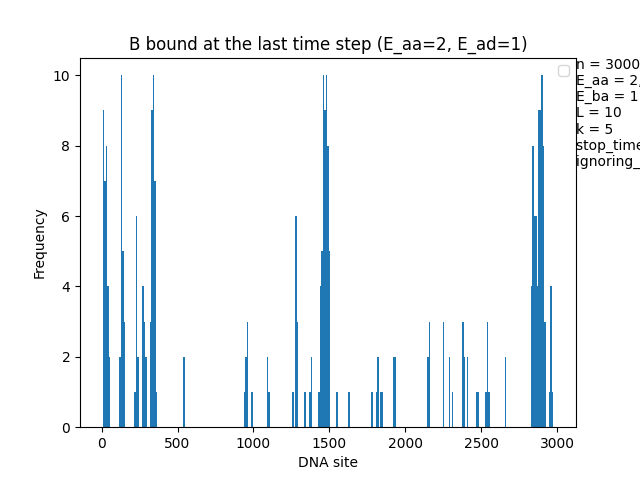 B bound at the last time step (E_aa=2, E_ad=1)
n = 3000
E_aa = 2,
E_ba = 1
L = 10
k = 5
stop_time
ignoring_
10
8
6
4
2
0
Frequency
0 500 1000 1500 2000 2500 3000
DNA site